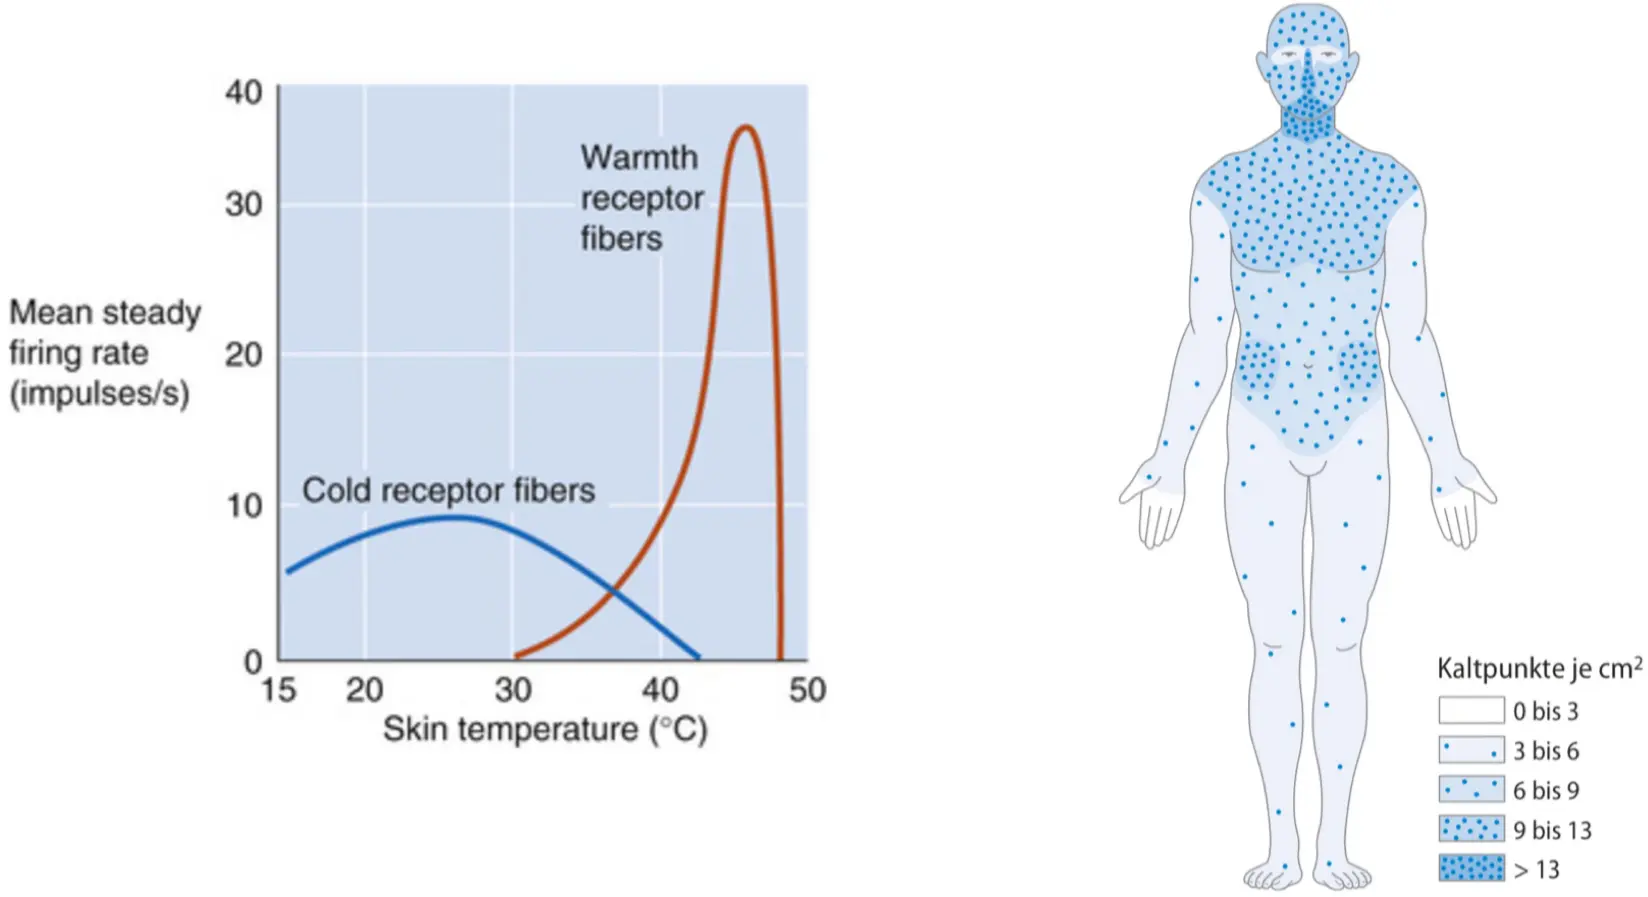 40
30
20
10
0
Mean steady
firing rate
(impulses/s)
Warmth
receptor
fibers
Cold receptor fibers
15 20 30 40 50
Skin temperature (°C)
Kaltpunkte je cm²
0 bis 3
3 bis 6
6 bis 9
9 bis 13
> 13